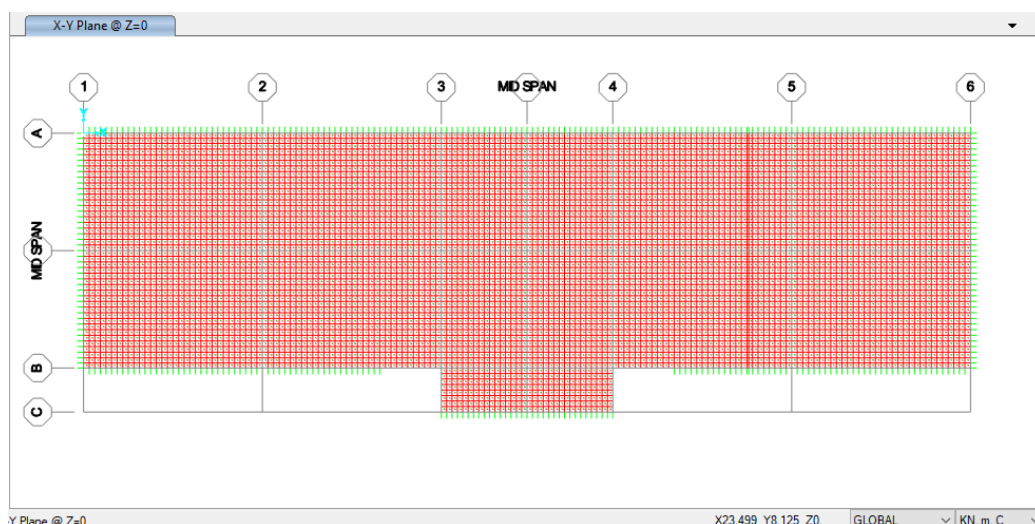 X-Y Plane @ Z=0
1 2 3 MID SPAN 4 5 6
Y
X
A
MID SPAN
B
C
-Y Plane @ Z=0 X23.499 Y8.125 Z0 GLOBAL KN, m, C